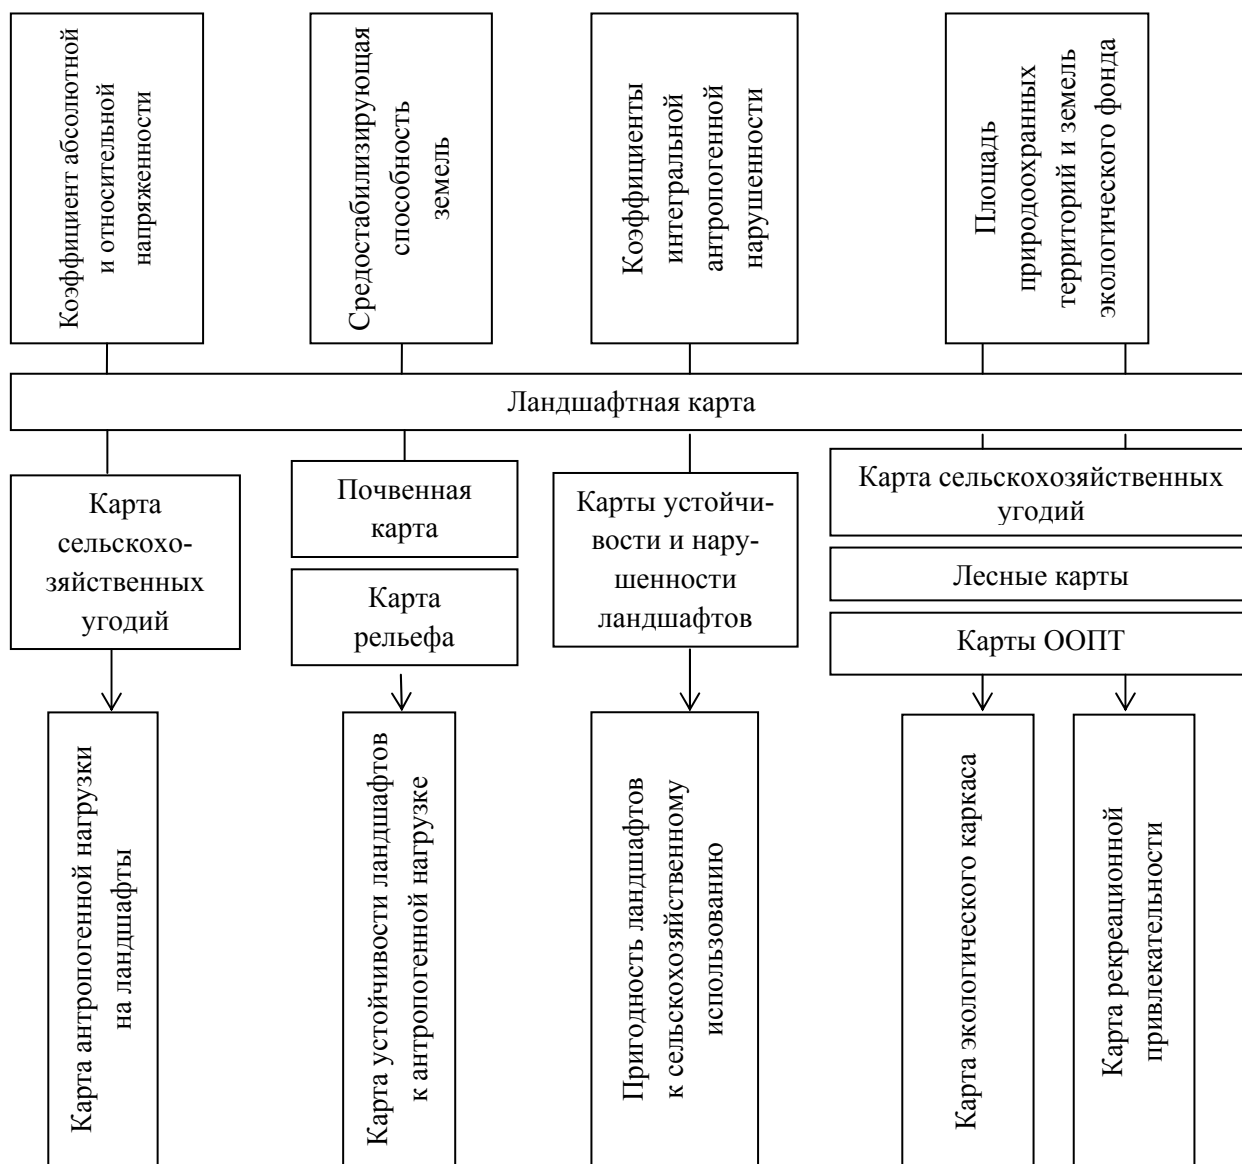 Коэффициент абсолютной
и относительной
напряженности
Средостабилизирующая
способность
земель
Коэффициенты
интегральной
антропогенной
нарушенности
Площадь
природоохранных
территорий и земель
экологического фонда
Ландшафтная карта
Карта
сельскохо-
зяйственных
угодий
Почвенная
карта
Карта
рельефа
Карты устойчи-
вости и нару-
шенности
ландшафтов
Карта сельскохозяйственных
угодий
Лесные карты
Карты ООПТ
Карта антропогенной нагрузки
на ландшафты
Карта устойчивости ландшафтов
к антропогенной нагрузке
Пригодность ландшафтов
к сельскохозяйственному
использованию
Карта экологического каркаса
Карта рекреационной
привлекательности